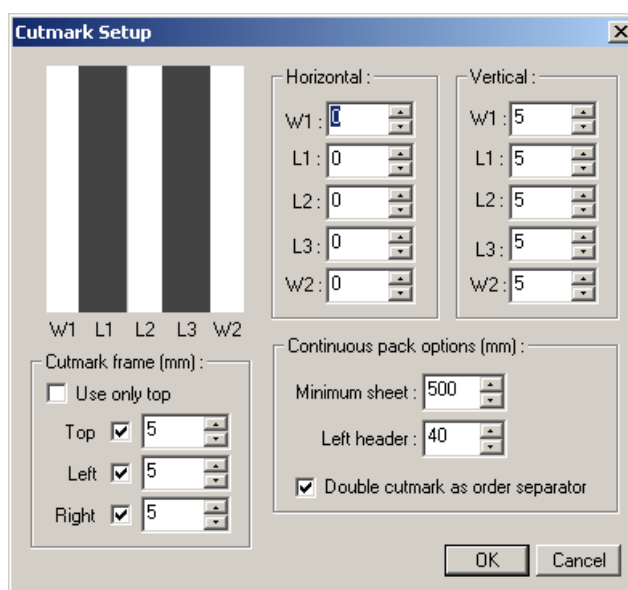 Cutmark Setup
Horizontal :
W1 : 0
L1 : 0
L2 : 0
L3 : 0
W2 : 0
Vertical :
W1 : 5
L1 : 5
L2 : 5
L3 : 5
W2 : 5
W1 L1 L2 L3 W2
Cutmark frame (mm) :
Use only top
Top 5
Left 5
Right 5
Continuous pack options (mm) :
Minimum sheet : 500
Left header : 40
Double cutmark as order separator
OK Cancel